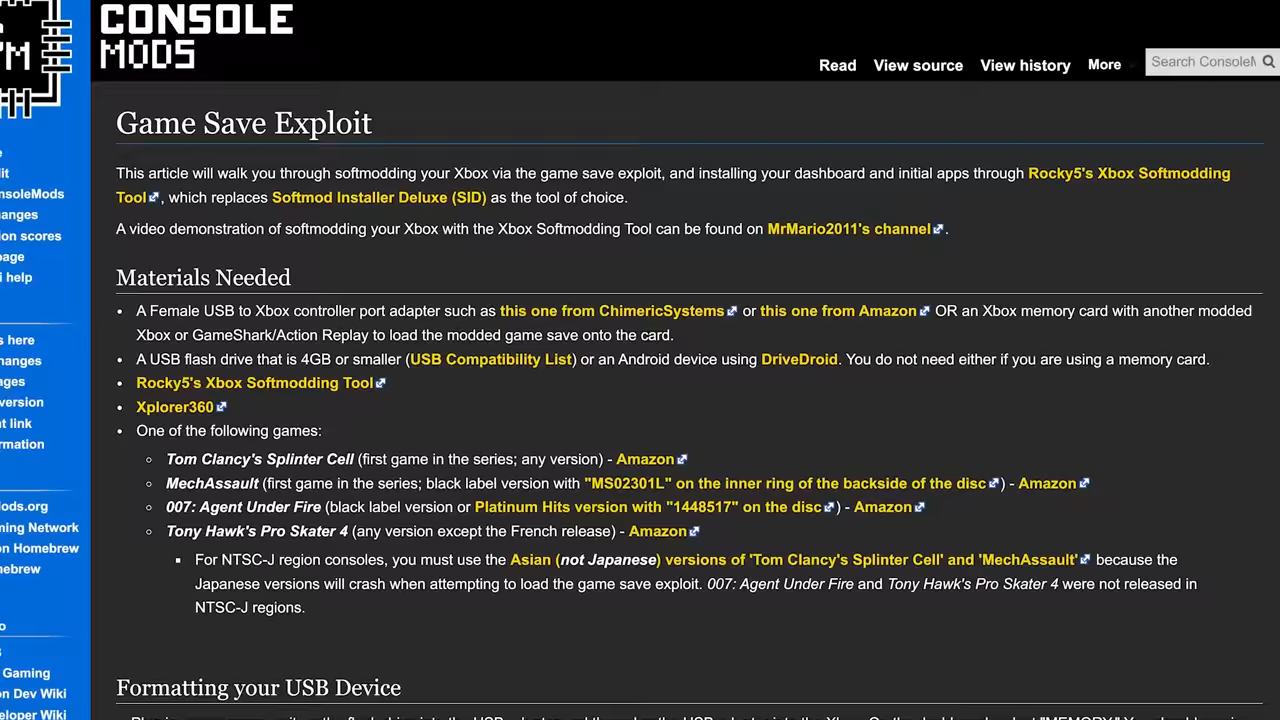 CONSOLE
MODS
Read View source View history More Search ConsoleM
Game Save Exploit
This article will walk you through softmodding your Xbox via the game save exploit, and installing your dashboard and initial apps through Rocky5's Xbox Softmodding
Tool, which replaces Softmod Installer Deluxe (SID) as the tool of choice.
A video demonstration of softmodding your Xbox with the Xbox Softmodding Tool can be found on MrMario2011's channel.
Materials Needed
• A Female USB to Xbox controller port adapter such as this one from ChimericSystems or this one from Amazon OR an Xbox memory card with another modded
Xbox or GameShark/Action Replay to load the modded game save onto the card.
• A USB flash drive that is 4GB or smaller (USB Compatibility List) or an Android device using DriveDroid. You do not need either if you are using a memory card.
• Rocky5's Xbox Softmodding Tool
• Xplorer360
• One of the following games:
◦ Tom Clancy's Splinter Cell (first game in the series; any version) - Amazon
◦ MechAssault (first game in the series; black label version with "MS02301L" on the inner ring of the backside of the disc) - Amazon
◦ 007: Agent Under Fire (black label version or Platinum Hits version with "1448517" on the disc) - Amazon
◦ Tony Hawk's Pro Skater 4 (any version except the French release) - Amazon
▪ For NTSC-J region consoles, you must use the Asian (not Japanese) versions of 'Tom Clancy's Splinter Cell' and 'MechAssault' because the
Japanese versions will crash when attempting to load the game save exploit. 007: Agent Under Fire and Tony Hawk's Pro Skater 4 were not released in
NTSC-J regions.
Formatting your USB Device
nsoleMods
anges
on scores
page
i help
s here
hanges
ages
version
t link
rmation
ods.org
ning Network
n Homebrew
mebrew
Gaming
n Dev Wiki
eloper Wiki